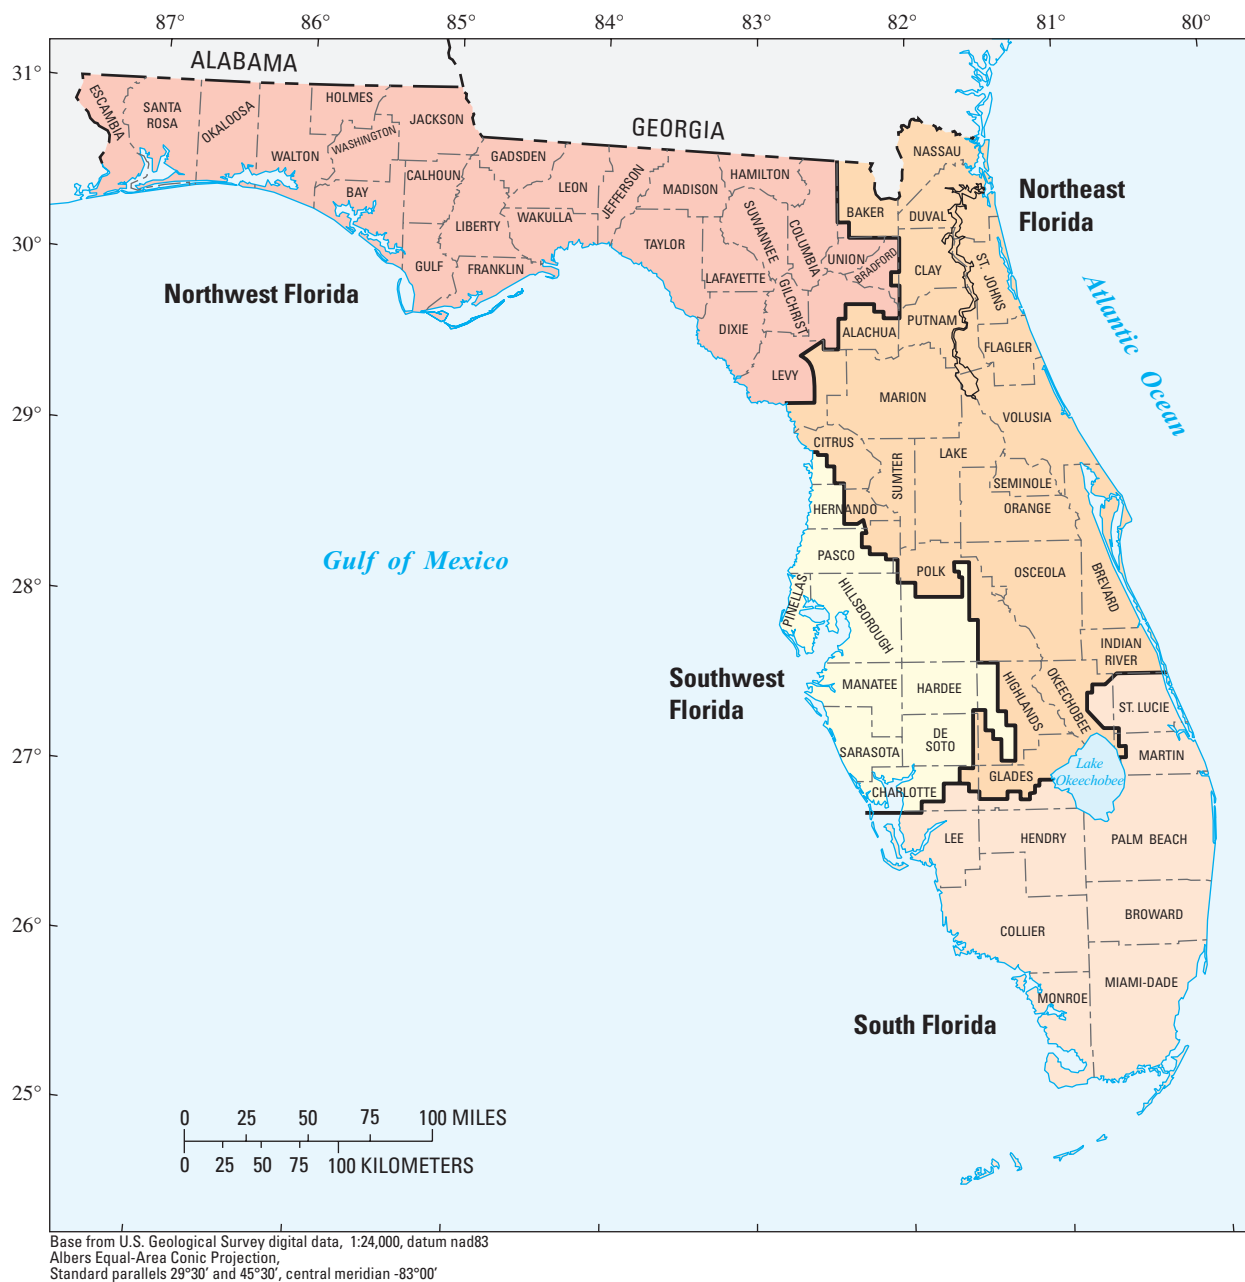 87° 86° 85° 84° 83° 82° 81° 80°
31°
30°
29°
28°
27°
26°
25°
ALABAMA
GEORGIA
ESCAMBIA
SANTA
ROSA
OKALOOSA
WALTON
HOLMES
WASHINGTON
JACKSON
BAY
CALHOUN
GULF
LIBERTY
GADSDEN
FRANKLIN
WAKULLA
LEON
JEFFERSON
MADISON
TAYLOR
HAMILTON
SUWANNEE
LAFAYETTE
DIXIE
COLUMBIA
GILCHRIST
UNION
BRADFORD
LEVY
Northwest Florida
NASSAU
BAKER
DUVAL
CLAY
ST. JOHNS
PUTNAM
ALACHUA
FLAGLER
MARION
VOLUSIA
CITRUS
SUMTER
LAKE
SEMINOLE
ORANGE
Northeast
Florida
Atlantic Ocean
HERNANDO
PASCO
PINELLAS
HILLSBOROUGH
POLK
OSCEOLA
BREVARD
INDIAN
RIVER
Gulf of Mexico
Southwest
Florida
MANATEE
HARDEE
HIGHLANDS
OKEECHOBEE
ST. LUCIE
SARASOTA
DE
SOTO
MARTIN
CHARLOTTE
GLADES
Lake
Okeechobee
LEE
HENDRY
PALM BEACH
COLLIER
BROWARD
MONROE
MIAMI-DADE
South Florida
0 25 50 75 100 MILES
0 25 50 75 100 KILOMETERS
Base from U.S. Geological Survey digital data, 1:24,000, datum nad83
Albers Equal-Area Conic Projection,
Standard parallels 29°30′ and 45°30′, central meridian -83°00′